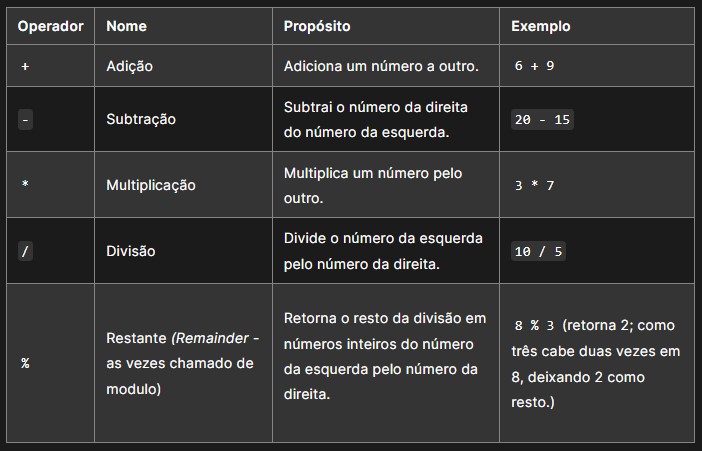 Operador Nome Propósito Exemplo
+ Adição Adiciona um número a outro. 6 + 9
- Subtração Subtrai o número da direita
do número da esquerda. 20 - 15
* Multiplicação Multiplica um número pelo
outro. 3 * 7
/ Divisão Divide o número da esquerda
pelo número da direita. 10 / 5
%
Restante (Remainder -
as vezes chamado de
modulo)
Retorna o resto da divisão em
números inteiros do número
da esquerda pelo número da
direita.
8 % 3 (retorna 2; como
três cabe duas vezes em
8, deixando 2 como
resto.)